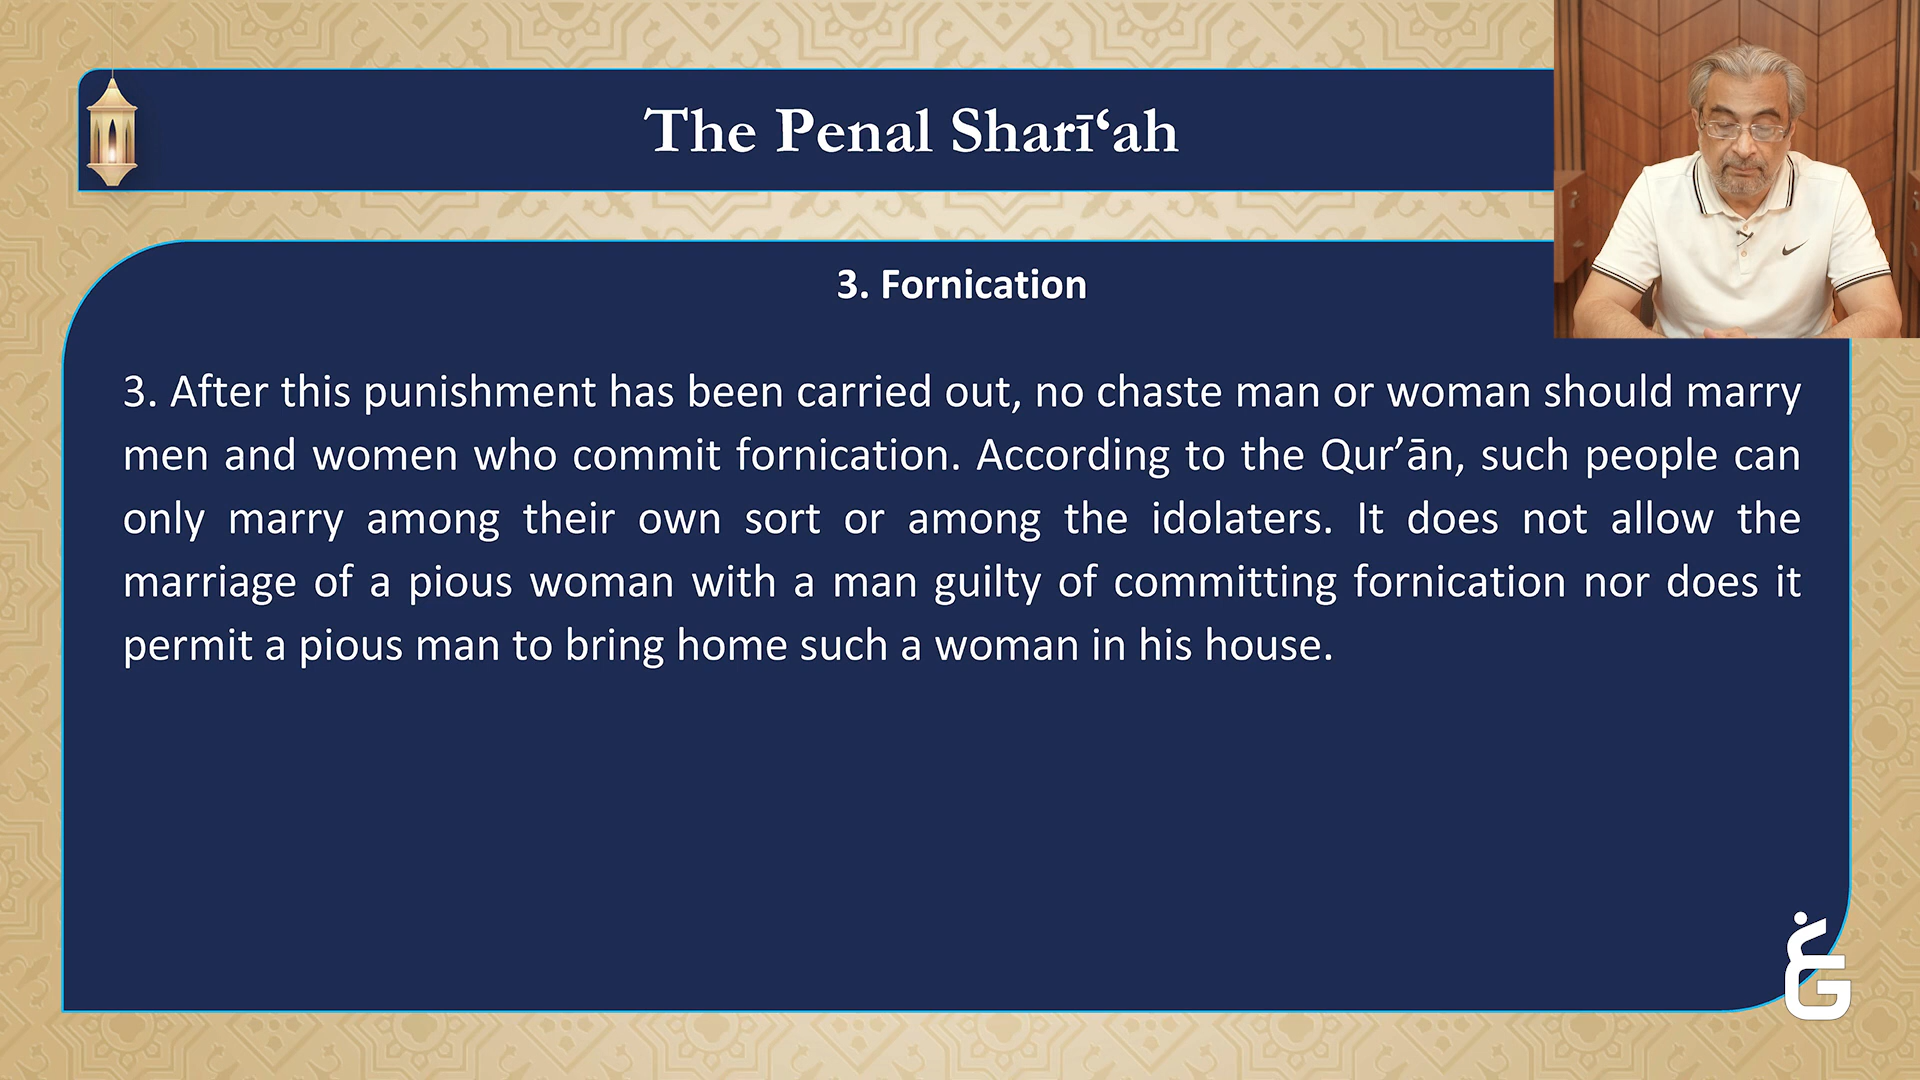 The Penal Sharī‘ah
3. Fornication
3. After this punishment has been carried out, no chaste man or woman should marry
men and women who commit fornication. According to the Qur’ān, such people can
only marry among their own sort or among the idolaters. It does not allow the
marriage of a pious woman with a man guilty of committing fornication nor does it
permit a pious man to bring home such a woman in his house.
غ
G